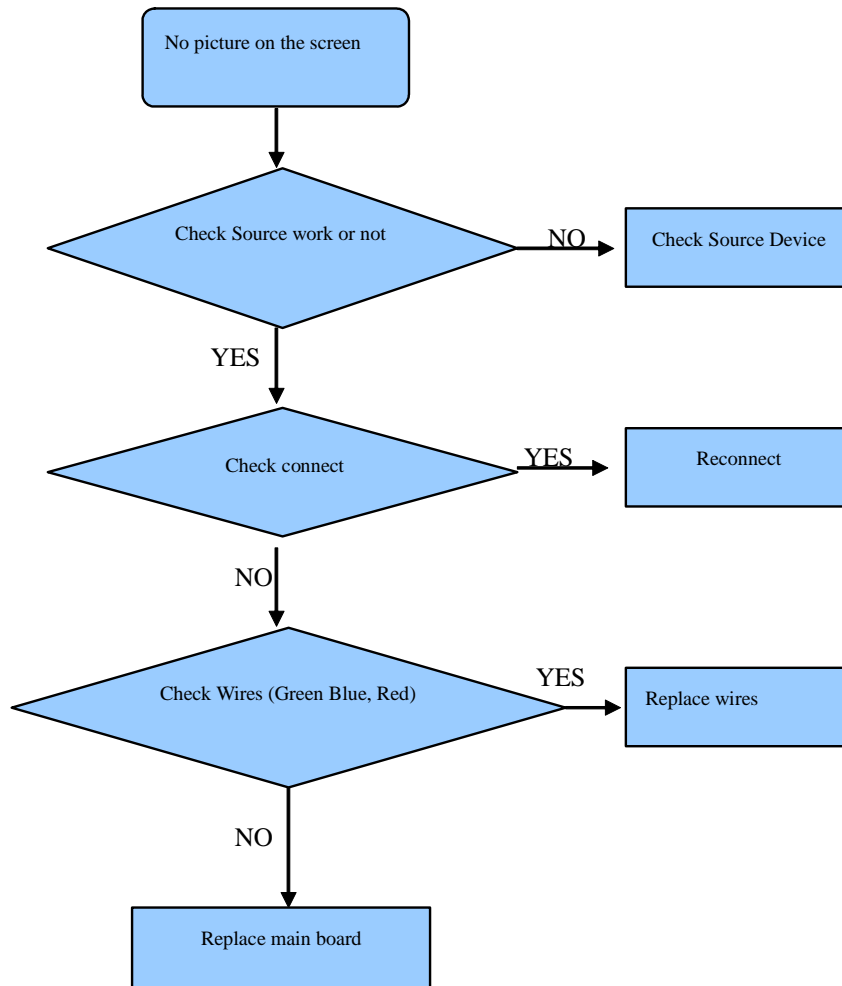 No picture on the screen
Check Source work or not
NO
Check Source Device
YES
Check connect
YES
Reconnect
NO
Check Wires (Green Blue, Red)
YES
Replace wires
NO
Replace main board